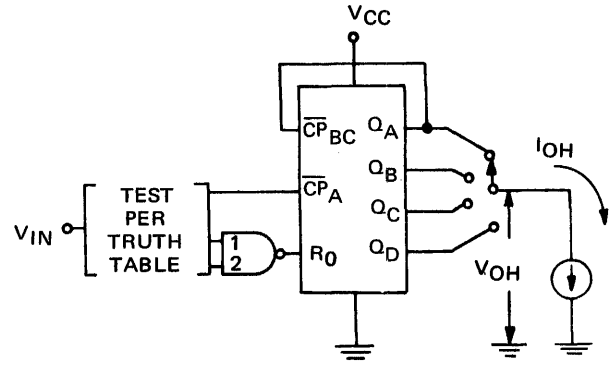 VCC
CPBC
QA
QB
CPA
QC
QD
R0
TEST
PER
TRUTH
TABLE
VIN
1
2
IOH
VOH